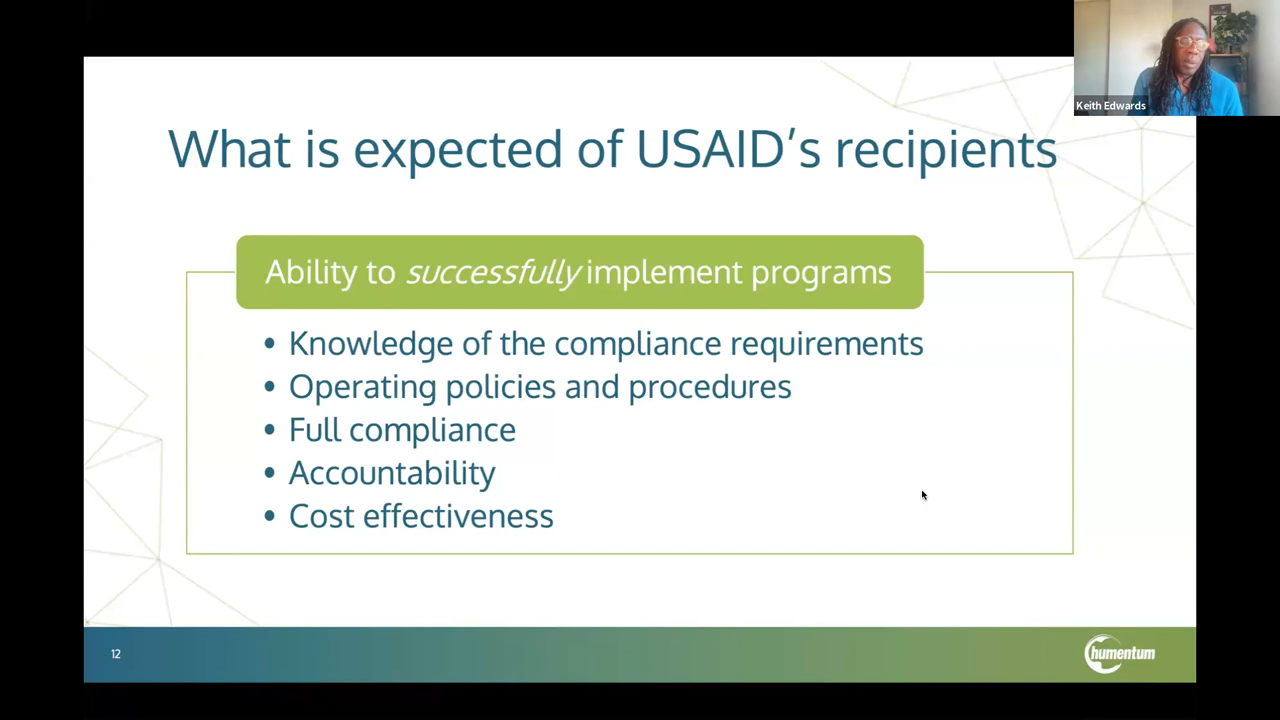 Keith Edwards
What is expected of USAID's recipients
Ability to successfully implement programs
• Knowledge of the compliance requirements
• Operating policies and procedures
• Full compliance
• Accountability
• Cost effectiveness
12
humentum